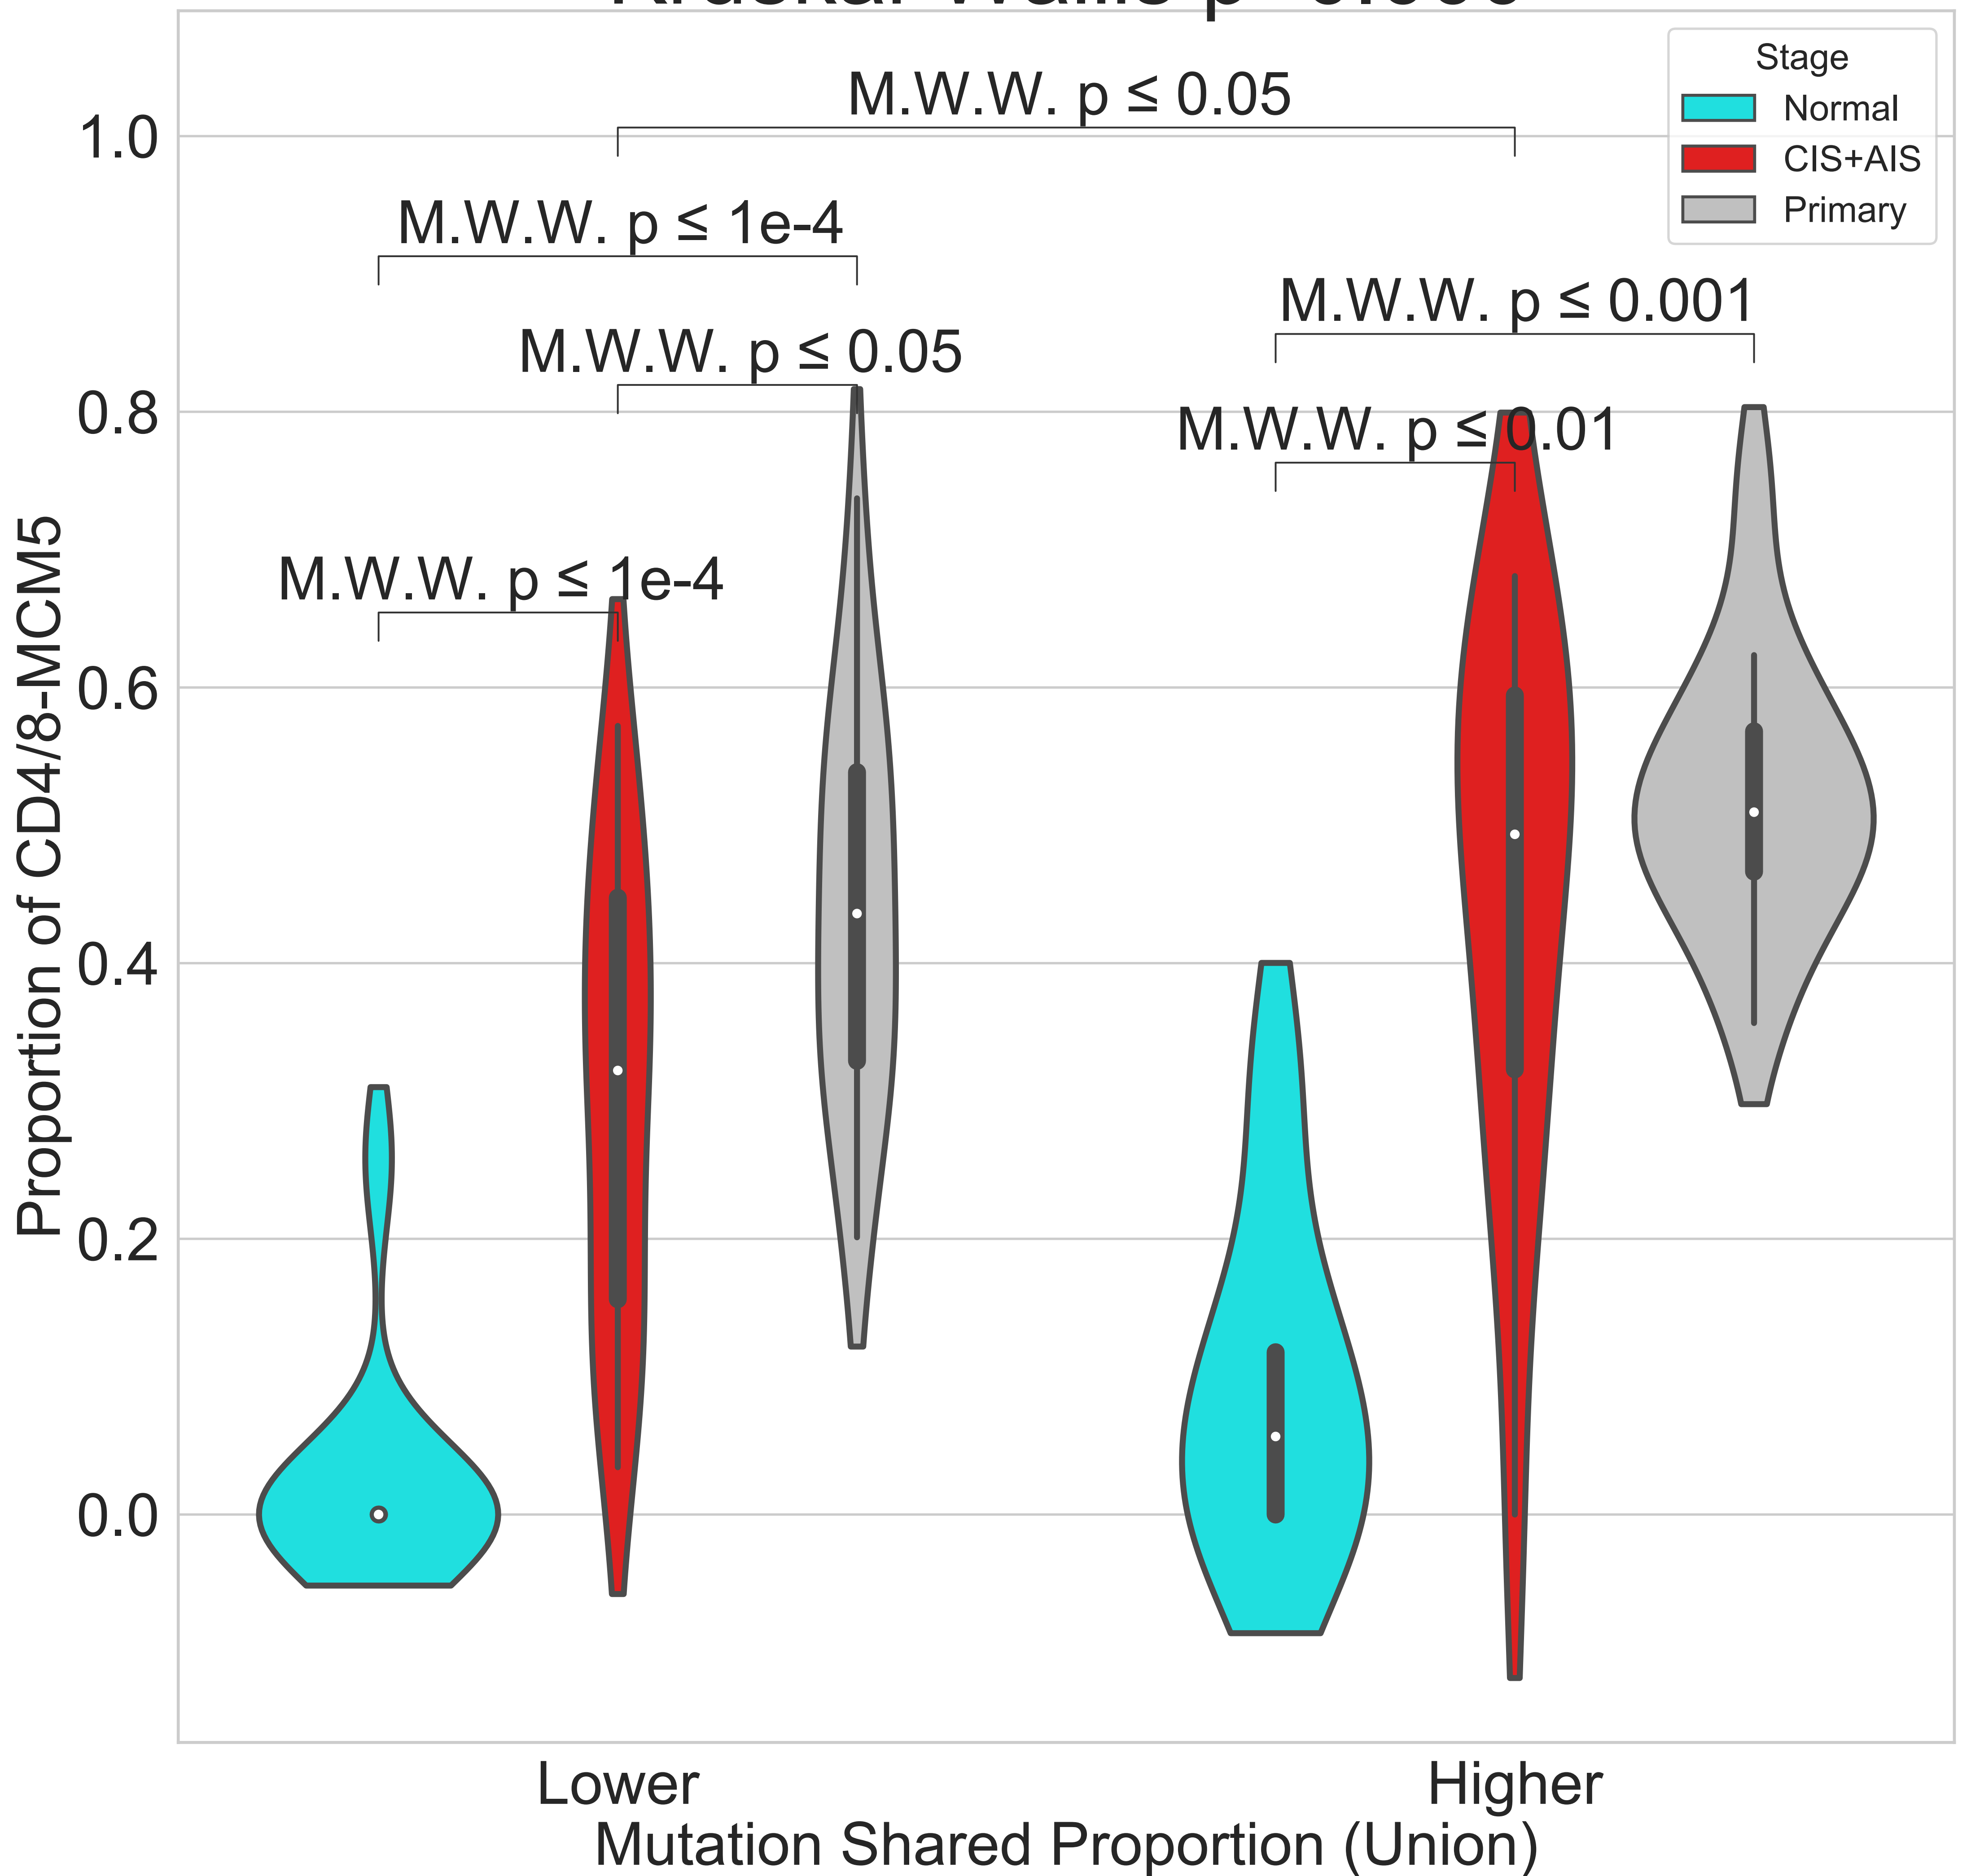 Stage
Normal
CIS+AIS
Primary
M.W.W. p ≤ 0.05
M.W.W. p ≤ 1e-4
M.W.W. p ≤ 0.001
M.W.W. p ≤ 0.05
M.W.W. p ≤ 0.01
M.W.W. p ≤ 1e-4
1.0
0.8
0.6
0.4
0.2
0.0
Proportion of CD4/8-MCM5
Lower
Higher
Mutation Shared Proportion (Union)